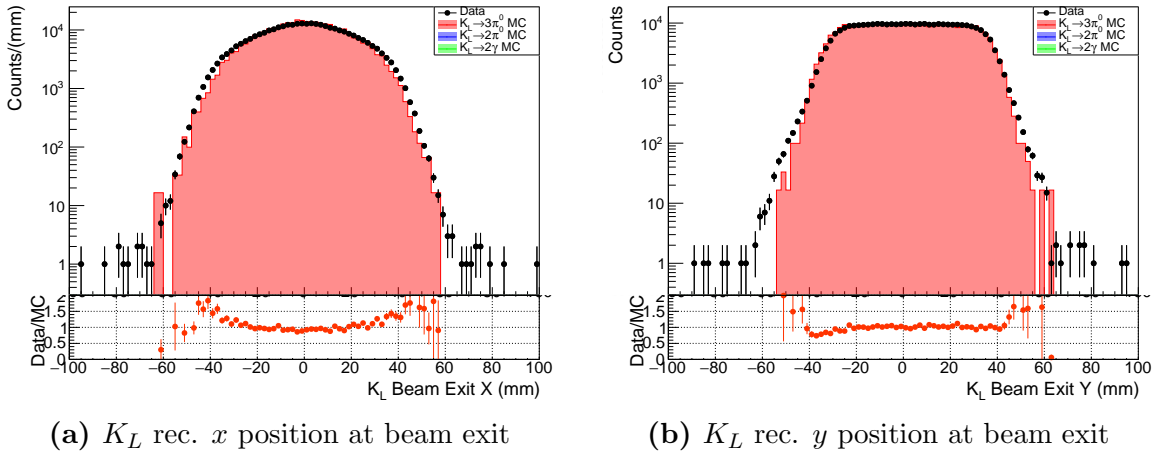 Counts/(mm)
10⁴
10³
10²
10
1
Data
K_L→3π⁰ MC
K_L→2π⁰ MC
K_L→2γ MC
Data/MC
2
1.5
1
0.5
0
−100 −80 −60 −40 −20 0 20 40 60 80 100
K_L Beam Exit X (mm)
(a) K_L rec. x position at beam exit
Counts
10⁴
10³
10²
10
1
Data
K_L→3π⁰ MC
K_L→2π⁰ MC
K_L→2γ MC
Data/MC
2
1.5
1
0.5
0
−100 −80 −60 −40 −20 0 20 40 60 80 100
K_L Beam Exit Y (mm)
(b) K_L rec. y position at beam exit